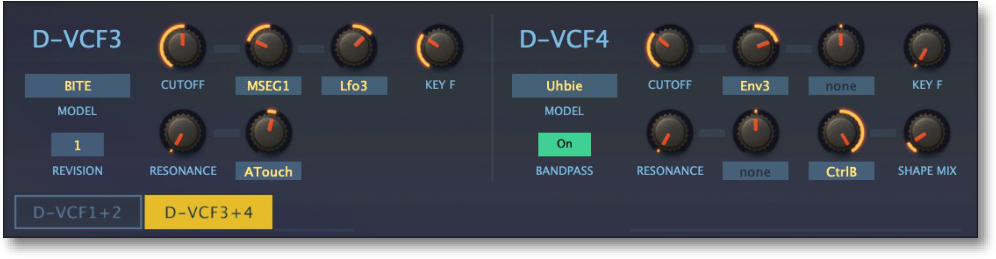 D-VCF3
BITE
MODEL
1
REVISION
CUTOFF
MSEG1
Lfo3
KEY F
RESONANCE
ATouch
D-VCF4
Uhbie
MODEL
On
BANDPASS
CUTOFF
Env3
none
KEY F
RESONANCE
none
CtrlB
SHAPE MIX
D-VCF1+2
D-VCF3+4